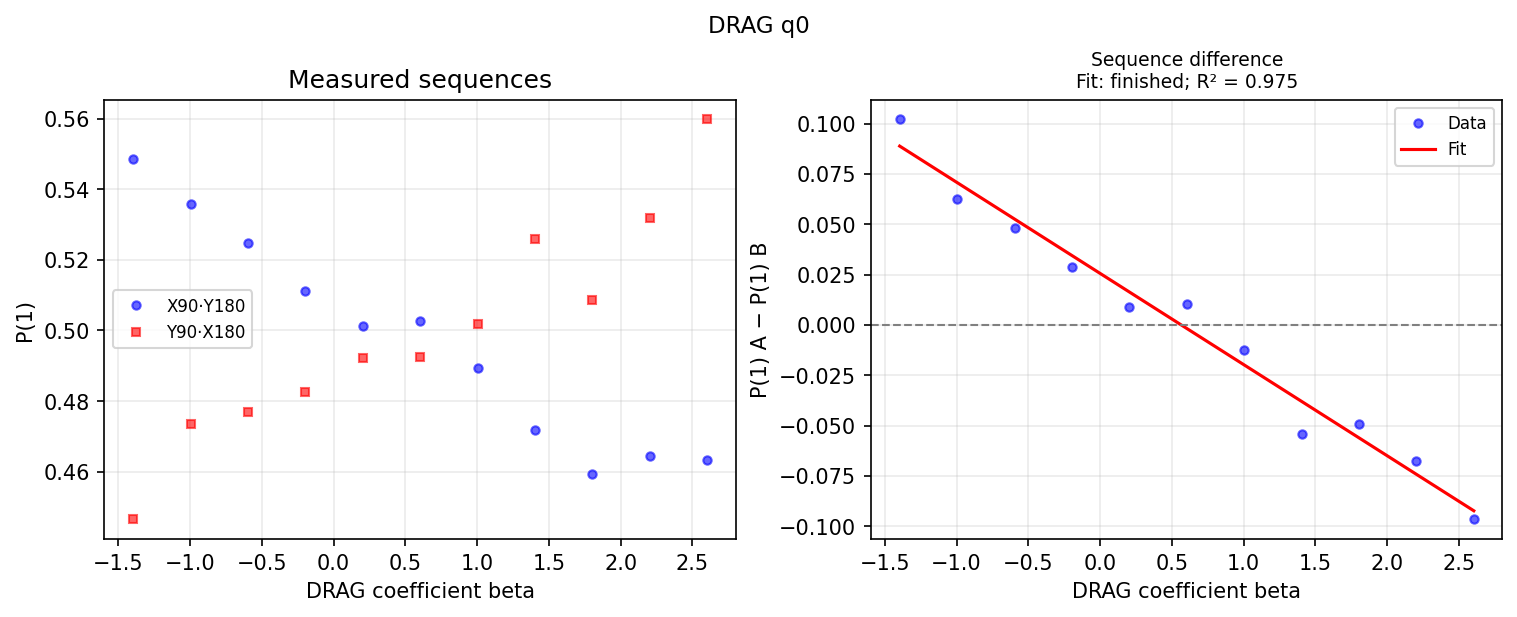 DRAG q0
Measured sequences
0.56
0.54
0.52
0.50
0.48
0.46
P(1)
X90·Y180
Y90·X180
−1.5 −1.0 −0.5 0.0 0.5 1.0 1.5 2.0 2.5
DRAG coefficient beta
Sequence difference
Fit: finished; R² = 0.975
0.100
0.075
0.050
0.025
0.000
−0.025
−0.050
−0.075
−0.100
P(1) A − P(1) B
Data
Fit
−1.5 −1.0 −0.5 0.0 0.5 1.0 1.5 2.0 2.5
DRAG coefficient beta